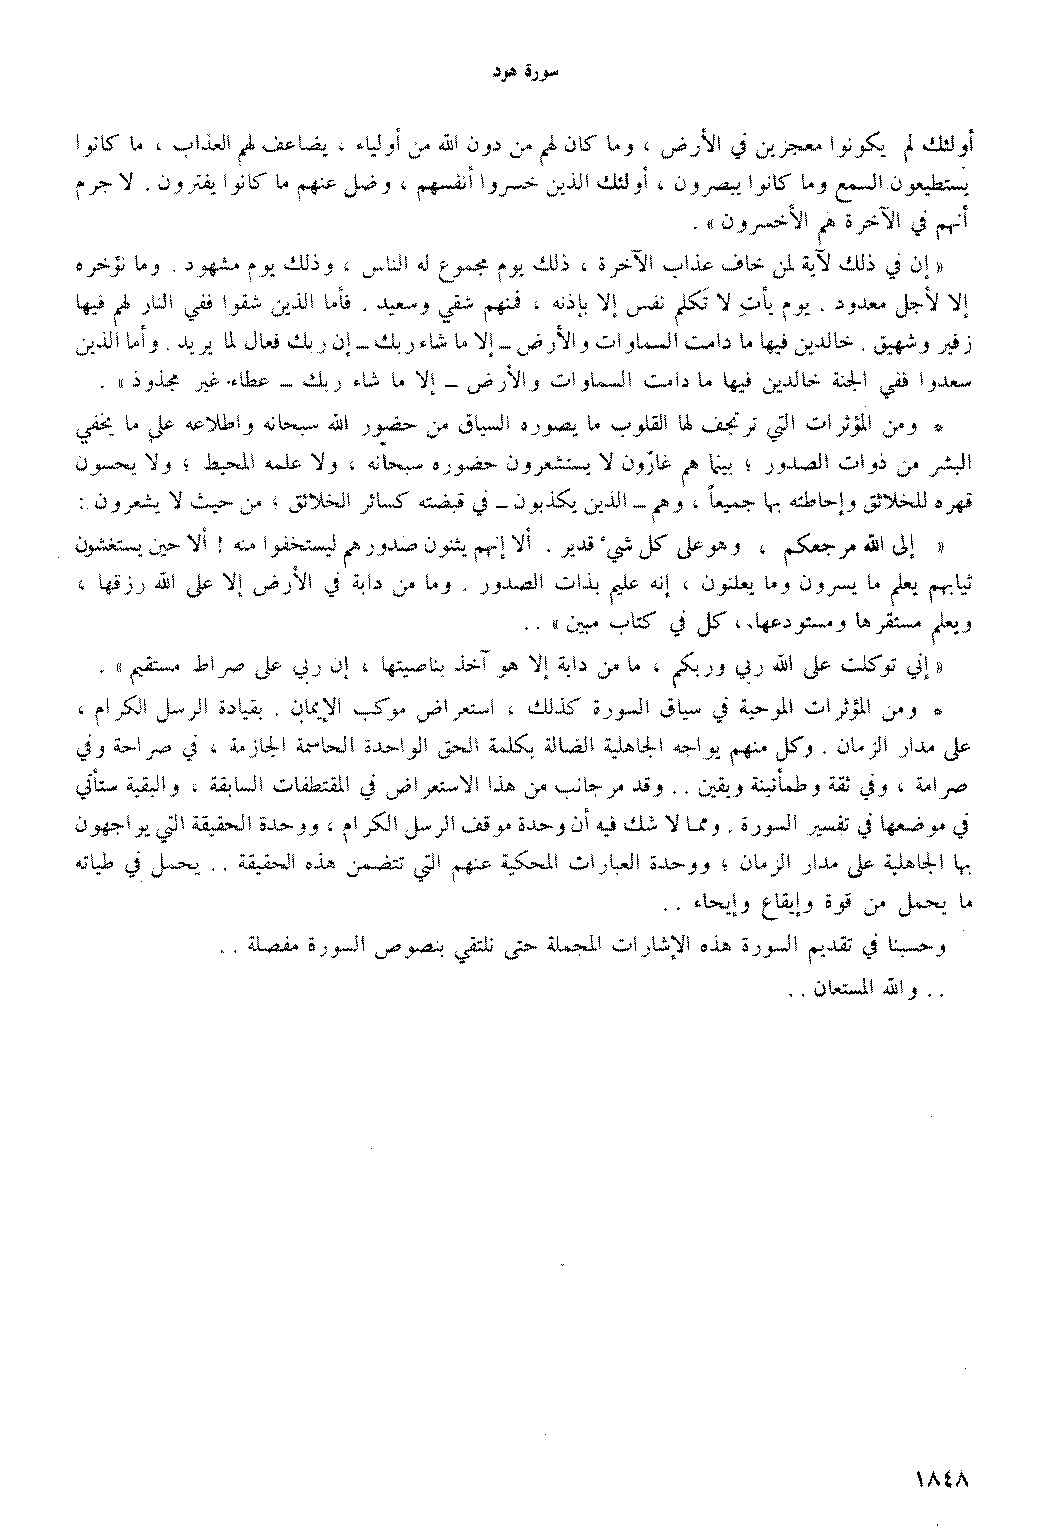 سورة هود
أولئك لم يكونوا معجزين في الأرض ، وما كان لهم من دون الله من أولياء ، يضاعف لهم العذاب ، ما كانوا
يستطيعون السمع وما كانوا يبصرون ، أولئك الذين خسروا أنفسهم ، وضل عنهم ما كانوا يفترون . لا جرم
أنهم في الآخرة هم الأخسرون » .
« إن في ذلك لآية لمن خاف عذاب الآخرة ، ذلك يوم مجموع له الناس ، وذلك يوم مشهود . وما نؤخره
إلا لأجل معدود . يوم يأتِ لا تَكلم نفس إلا بإذنه ، فمنهم شقي وسعيد . فأما الذين شقوا ففي النار لهم فيها
زفير وشهيق . خالدين فيها ما دامت السماوات والأرض – إلا ما شاء ربك – إن ربك فعال لما يريد . وأما الذين
سعدوا ففي الجنة خالدين فيها ما دامت السماوات والأرض – إلا ما شاء ربك – عطاء غير مجذوذ » .
* ومن المؤثرات التي ترتجف لها القلوب ما يصوره السياق من حضور الله سبحانه واطلاعه على ما يخفي
البشر من ذوات الصدور ؛ بينما هم غارّون لا يستشعرون حضوره سبحانه ، ولا علمه المحيط ؛ ولا يحسون
قهره للخلائق وإحاطته بها جميعاً ، وهم – الذين يكذبون – في قبضته كسائر الخلائق ؛ من حيث لا يشعرون :
« إلى الله مرجعكم ، وهو على كل شيء قدير . ألا إنهم يثنون صدورهم ليستخفوا منه ! ألا حين يستغشون
ثيابهم يعلم ما يسرون وما يعلنون ، إنه عليم بذات الصدور . وما من دابة في الأرض إلا على الله رزقها ،
ويعلم مستقرها ومستودعها ، كل في كتاب مبين » . .
« إني توكلت على الله ربي وربكم ، ما من دابة إلا هو آخذ بناصيتها ، إن ربي على صراط مستقيم » .
* ومن المؤثرات الموحية في سياق السورة كذلك ، استعراض موكب الإيمان . بقيادة الرسل الكرام ،
على مدار الزمان . وكل منهم يواجه الجاهلية الضالة بكلمة الحق الواحدة الحاسمة الجازمة ، في صراحة وفي
صرامة ، وفي ثقة وطمأنينة ويقين . . وقد مر جانب من هذا الاستعراض في المقتطفات السابقة ، والبقية ستأتي
في موضعها في تفسير السورة . ومما لا شك فيه أن وحدة موقف الرسل الكرام ، ووحدة الحقيقة التي يواجهون
بها الجاهلية على مدار الزمان ؛ ووحدة العبارات المحكية عنهم التي تتضمن هذه الحقيقة . . يحمل في طياته
ما يحمل من قوة وإيقاع وإيحاء . .
وحسبنا في تقديم السورة هذه الإشارات المجملة حتى نلتقي بنصوص السورة مفصلة . .
. . والله المستعان . .
١٨٤٨